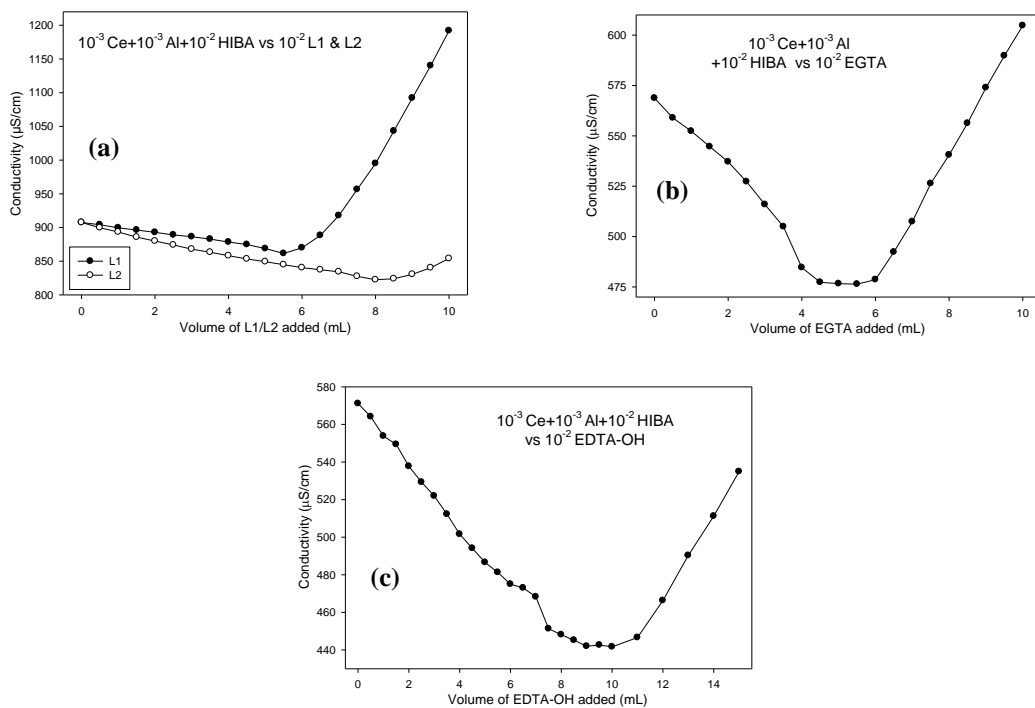 10⁻³ Ce+10⁻³ Al+10⁻² HIBA vs 10⁻² L1 & L2
(a)
L1
L2
Conductivity (µS/cm)
1200
1150
1100
1050
1000
950
900
850
800
0 2 4 6 8 10
Volume of L1/L2 added (mL)
10⁻³ Ce+10⁻³ Al
+10⁻² HIBA vs 10⁻² EGTA
(b)
Conductivity (µS/cm)
600
575
550
525
500
475
0 2 4 6 8 10
Volume of EGTA added (mL)
10⁻³ Ce+10⁻³ Al+10⁻² HIBA
vs 10⁻² EDTA-OH
(c)
Conductivity (µS/cm)
580
560
540
520
500
480
460
440
0 2 4 6 8 10 12 14
Volume of EDTA-OH added (mL)